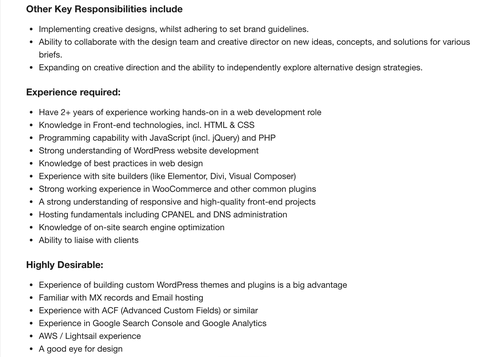 Other Key Responsibilities include
• Implementing creative designs, whilst adhering to set brand guidelines.
• Ability to collaborate with the design team and creative director on new ideas, concepts, and solutions for various
briefs.
• Expanding on creative direction and the ability to independently explore alternative design strategies.
Experience required:
• Have 2+ years of experience working hands-on in a web development role
• Knowledge in Front-end technologies, incl. HTML & CSS
• Programming capability with JavaScript (incl. jQuery) and PHP
• Strong understanding of WordPress website development
• Knowledge of best practices in web design
• Experience with site builders (like Elementor, Divi, Visual Composer)
• Strong working experience in WooCommerce and other common plugins
• A strong understanding of responsive and high-quality front-end projects
• Hosting fundamentals including CPANEL and DNS administration
• Knowledge of on-site search engine optimization
• Ability to liaise with clients
Highly Desirable:
• Experience of building custom WordPress themes and plugins is a big advantage
• Familiar with MX records and Email hosting
• Experience with ACF (Advanced Custom Fields) or similar
• Experience in Google Search Console and Google Analytics
• AWS / Lightsail experience
• A good eye for design